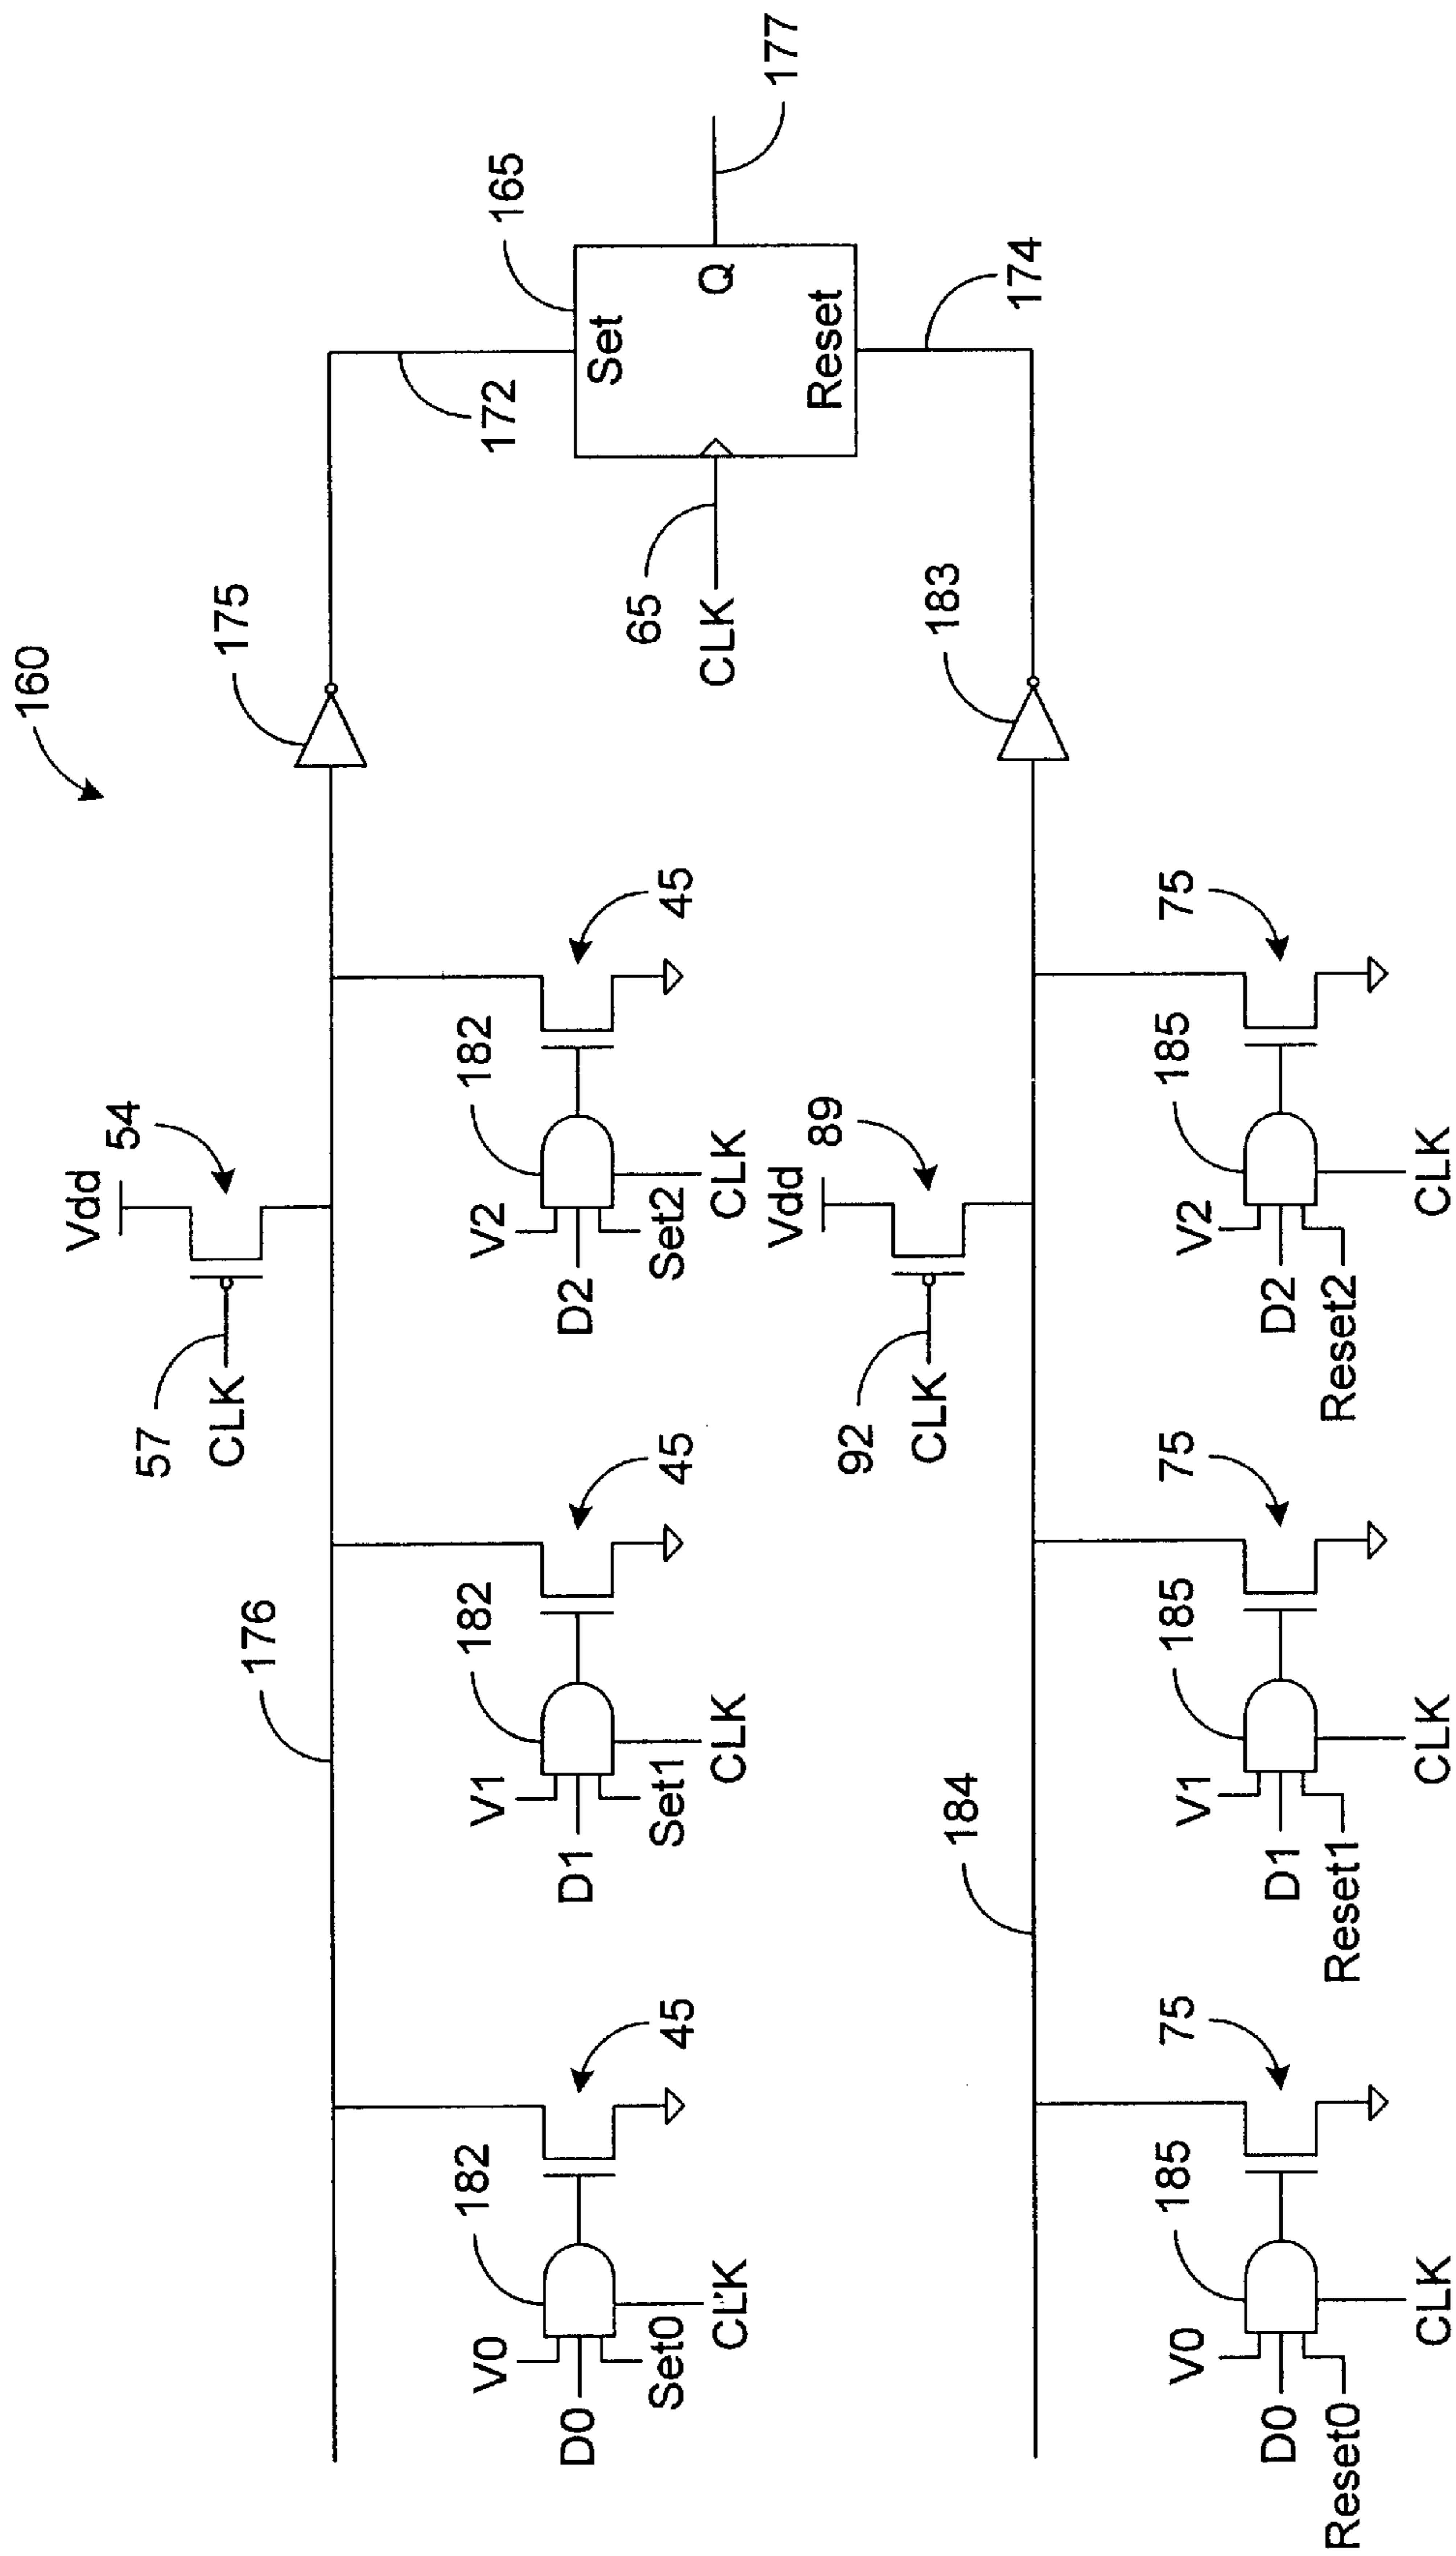 160
Vdd
54
57
CLK
176
175
172
165
177
182
45
V0
D0
Set0
CLK
182
45
V1
D1
Set1
CLK
182
45
V2
D2
Set2
CLK
Set
Q
Reset
65
CLK
174
Vdd
89
92
CLK
184
183
185
75
V0
D0
Reset0
CLK
185
75
V1
D1
Reset1
CLK
185
75
V2
D2
Reset2
CLK